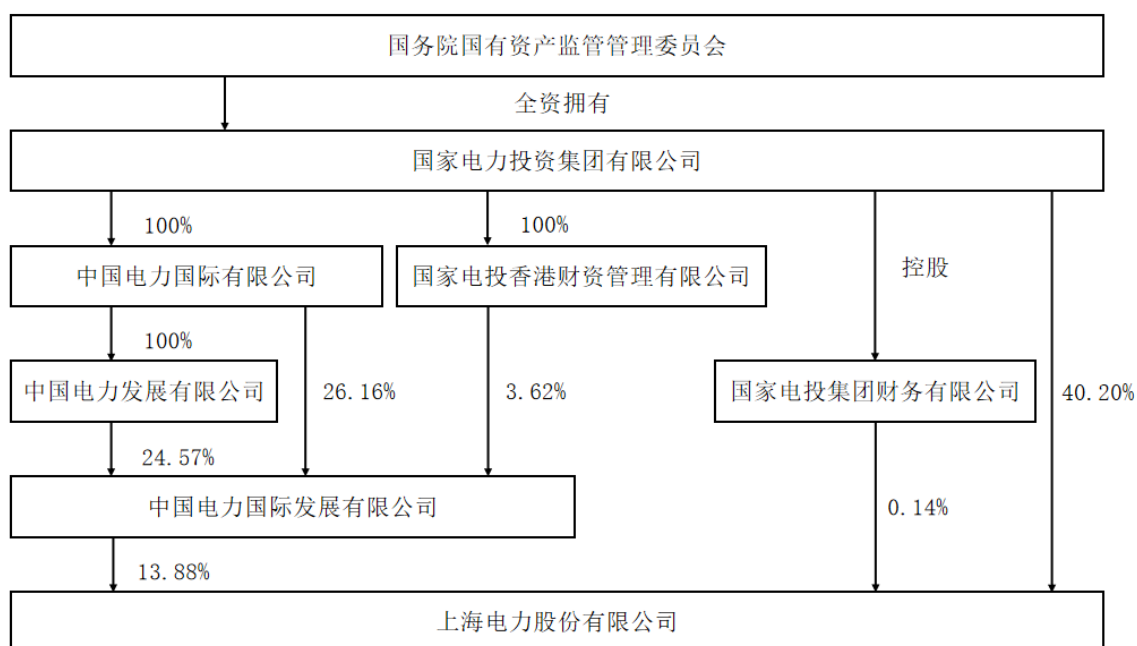 国务院国有资产监管管理委员会
全资拥有
国家电力投资集团有限公司
100%
100%
中国电力国际有限公司
国家电投香港财资管理有限公司
控股
100%
中国电力发展有限公司
26.16%
3.62%
国家电投集团财务有限公司
40.20%
24.57%
中国电力国际发展有限公司
0.14%
13.88%
上海电力股份有限公司